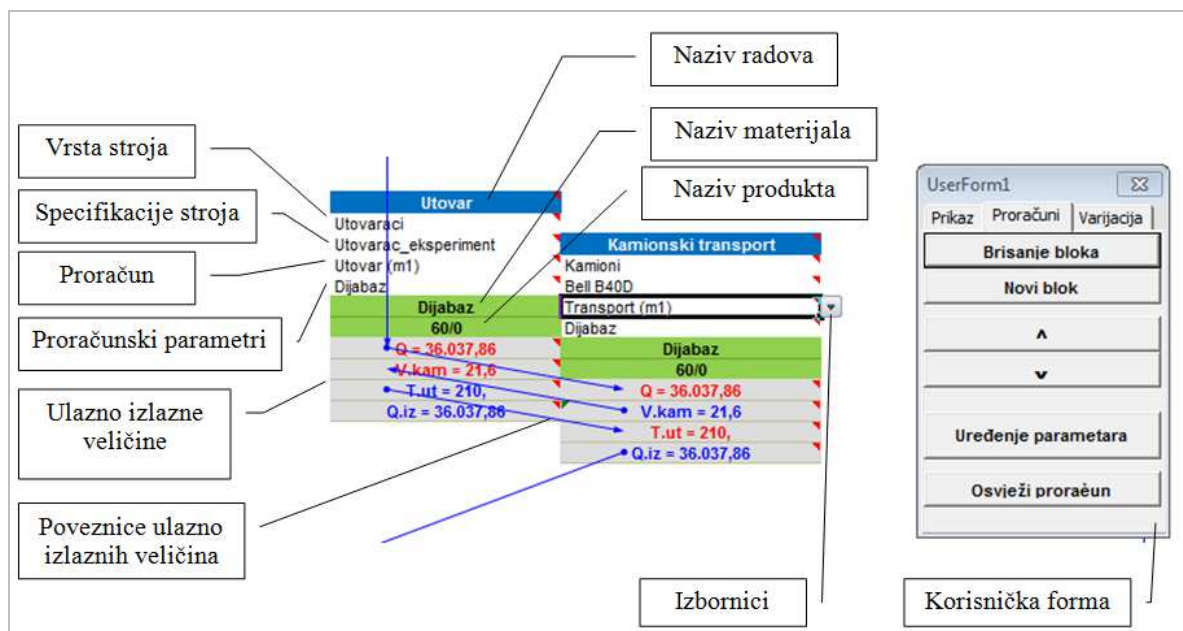 Naziv radova
Naziv materijala
Naziv produkta
Vrsta stroja
Specifikacije stroja
Proračun
Proračunski parametri
Ulazno izlazne
veličine
Poveznice ulazno
izlaznih veličina
Utovar
Utovaraci
Utovarac_eksperiment
Utovar (m1)
Dijabaz
Dijabaz
60/0
Q = 36.037,86
V.kam = 21,6
T.ut = 210,
Q.iz = 36.037,86
Kamionski transport
Kamioni
Bell B40D
Transport (m1)
Dijabaz
Dijabaz
60/0
Q = 36.037,86
V.kam = 21,6
T.ut = 210,
Q.iz = 36.037,86
Izbornici
UserForm1
Prikaz Proračuni Varijacija
Brisanje bloka
Novi blok
Uređenje parametara
Osvježi proraėun
Korisnička forma